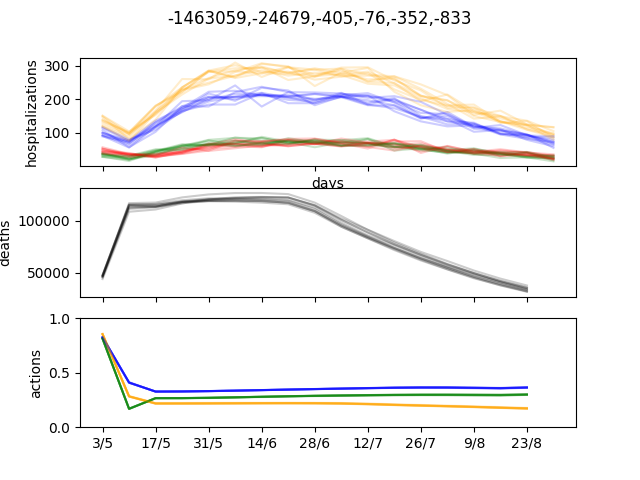 -1463059,-24679,-405,-76,-352,-833
hospitalizations
300
200
100
days
deaths
100000
50000
actions
1.0
0.5
0.0
3/5 17/5 31/5 14/6 28/6 12/7 26/7 9/8 23/8